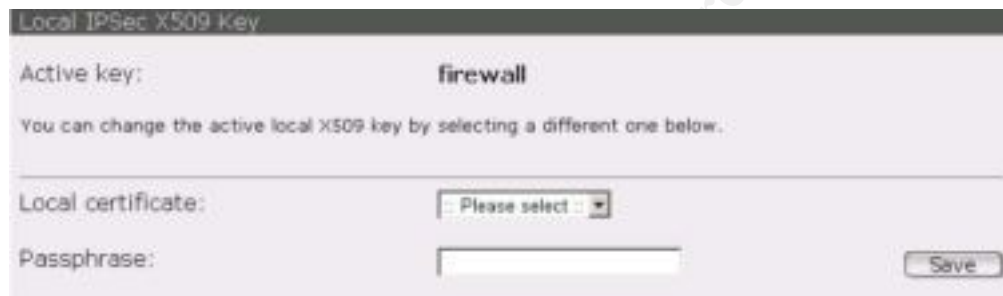 Local IPSec X509 Key
Active key: firewall
You can change the active local X509 key by selecting a different one below.
Local certificate: :: Please select ::
Passphrase: Save